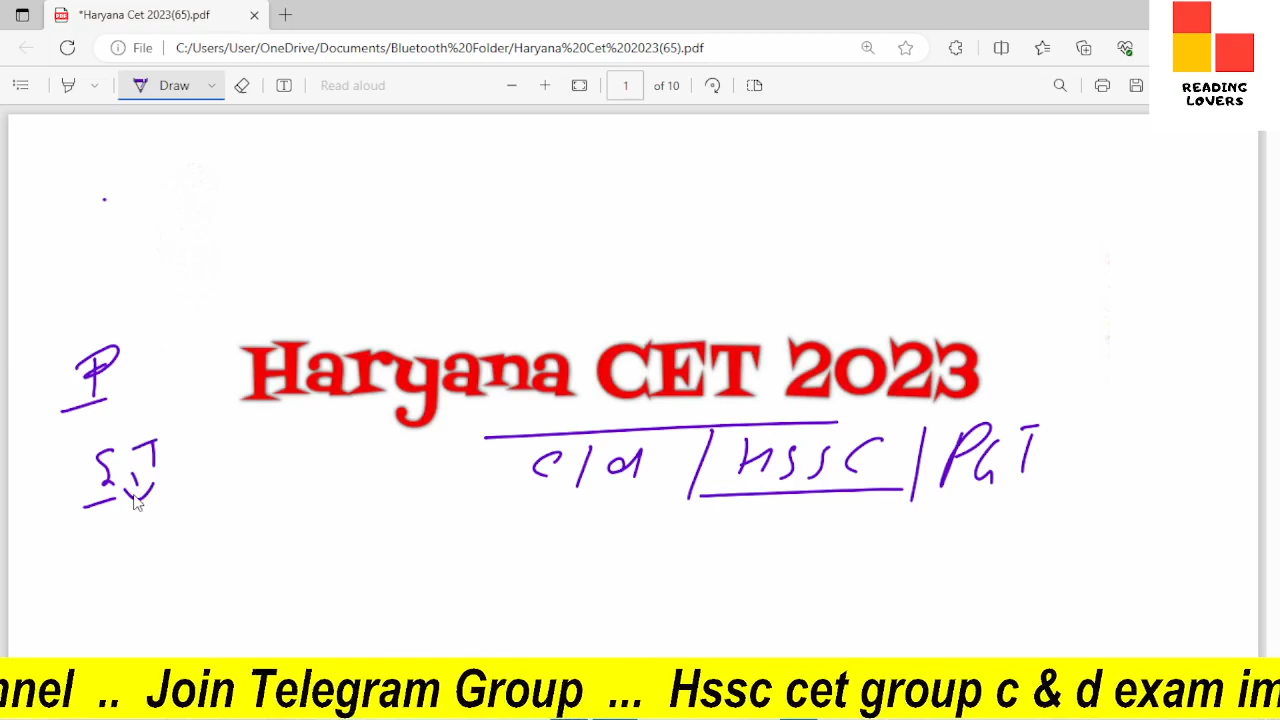 *Haryana Cet 2023(65).pdf
File
C:/Users/User/OneDrive/Documents/Bluetooth%20Folder/Haryana%20Cet%202023(65).pdf
Draw
Read aloud
1 of 10
READING
LOVERS
P
Haryana CET 2023
c/d / HSSC / PGT
ST
nnel .. Join Telegram Group ... Hssc cet group c & d exam im